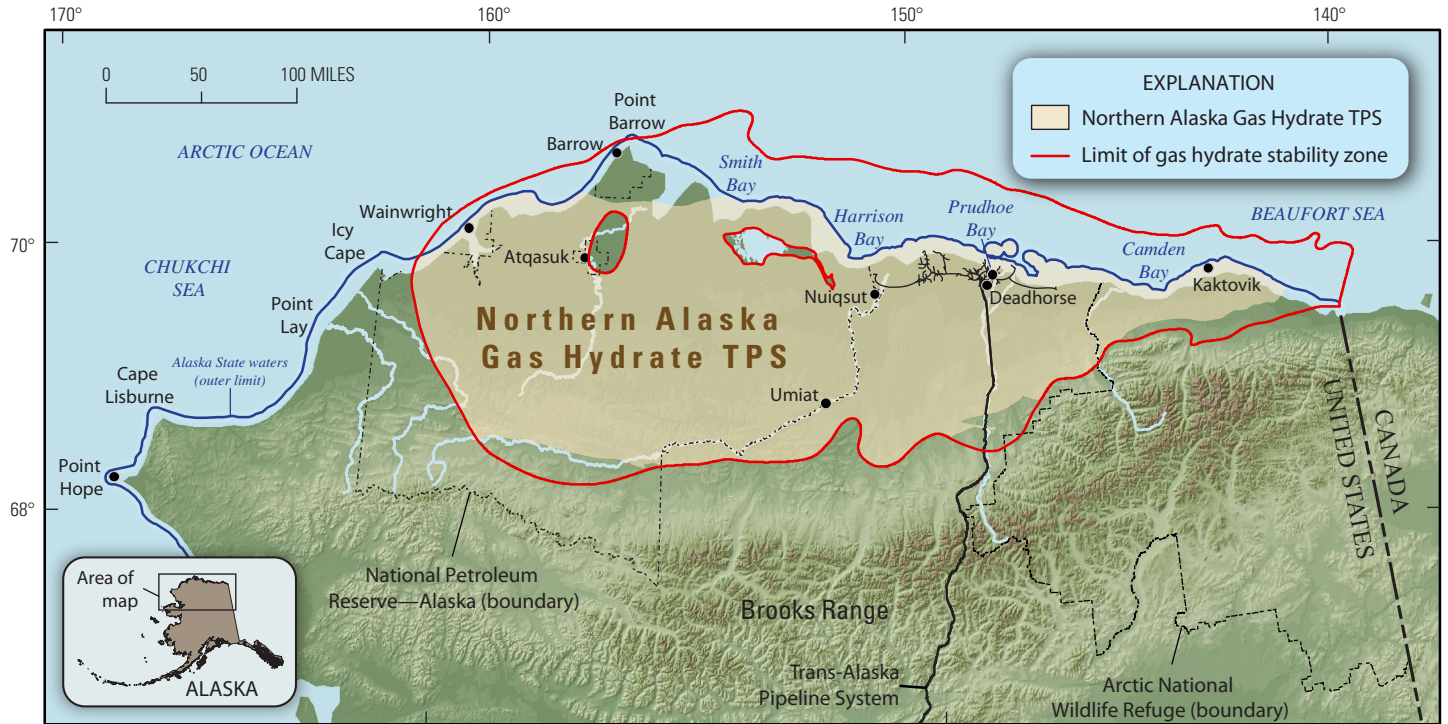 170°
160°
150°
140°
0
50
100 MILES
EXPLANATION
Northern Alaska Gas Hydrate TPS
Limit of gas hydrate stability zone
ARCTIC OCEAN
Point
Barrow
Barrow
Smith
Bay
Harrison
Bay
Prudhoe
Bay
BEAUFORT SEA
Camden
Bay
Kaktovik
Wainwright
Icy
Cape
70°
Atqasuk
CHUKCHI
SEA
Nuiqsut
Deadhorse
Point
Lay
Northern Alaska
Gas Hydrate TPS
Alaska State waters
(outer limit)
Cape
Lisburne
Umiat
Point
Hope
68°
CANADA
UNITED STATES
National Petroleum
Reserve—Alaska (boundary)
Brooks Range
Trans-Alaska
Pipeline System
Arctic National
Wildlife Refuge (boundary)
Area of
map
ALASKA